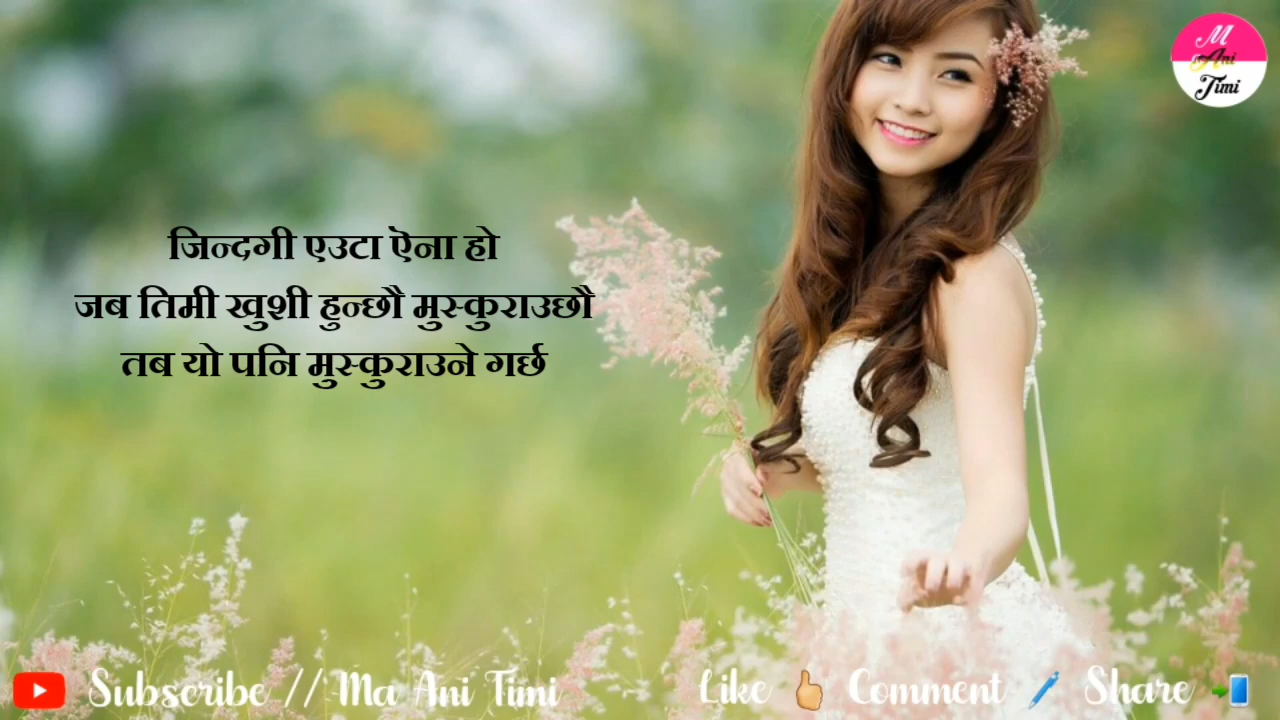 M
Ani
Timi
जिन्दगी एउटा ऐना हो
जब तिमी खुशी हुन्छौ मुस्कुराउछौ
तब यो पनि मुस्कुराउने गर्छ
Subscribe // Ma Ani Timi
Like Comment Share